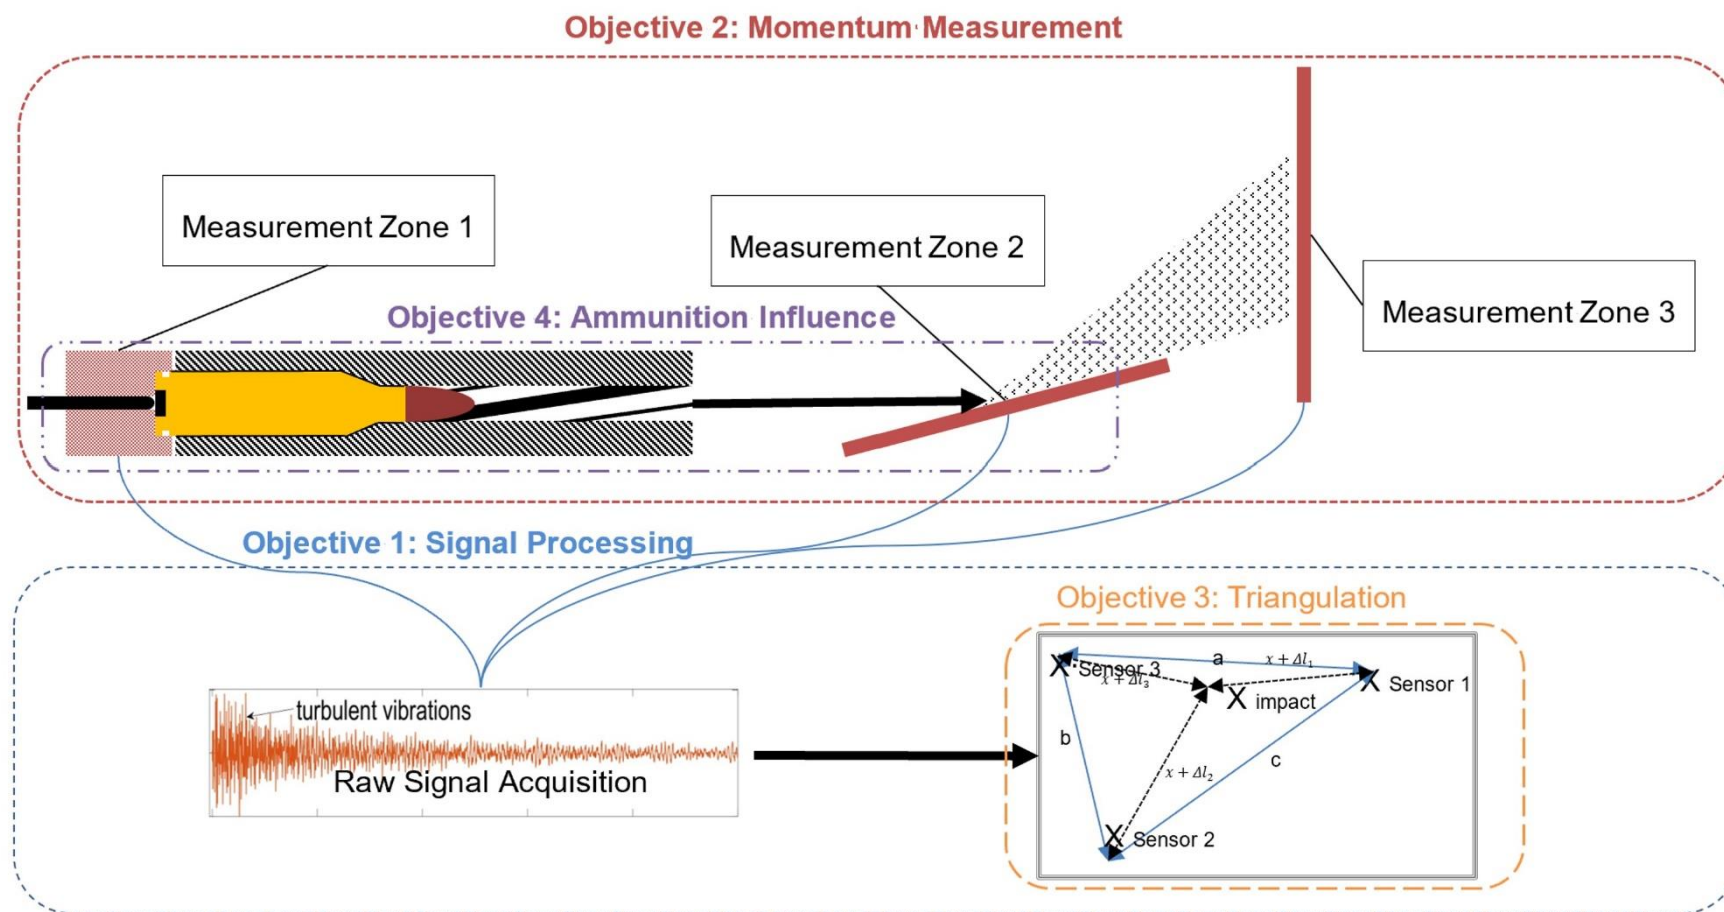 Objective 2: Momentum Measurement
Measurement Zone 1
Measurement Zone 2
Measurement Zone 3
Objective 4: Ammunition Influence
Objective 1: Signal Processing
Objective 3: Triangulation
turbulent vibrations
Raw Signal Acquisition
a
x + Δl₁
Sensor 3
x + Δl₃
Sensor 1
X impact
b
c
x + Δl₂
Sensor 2